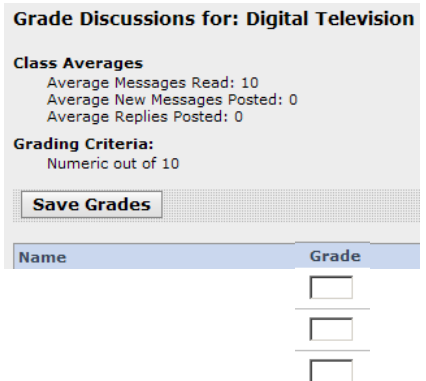 Grade Discussions for: Digital Television
Class Averages
Average Messages Read: 10
Average New Messages Posted: 0
Average Replies Posted: 0
Grading Criteria:
Numeric out of 10
Save Grades
Name Grade